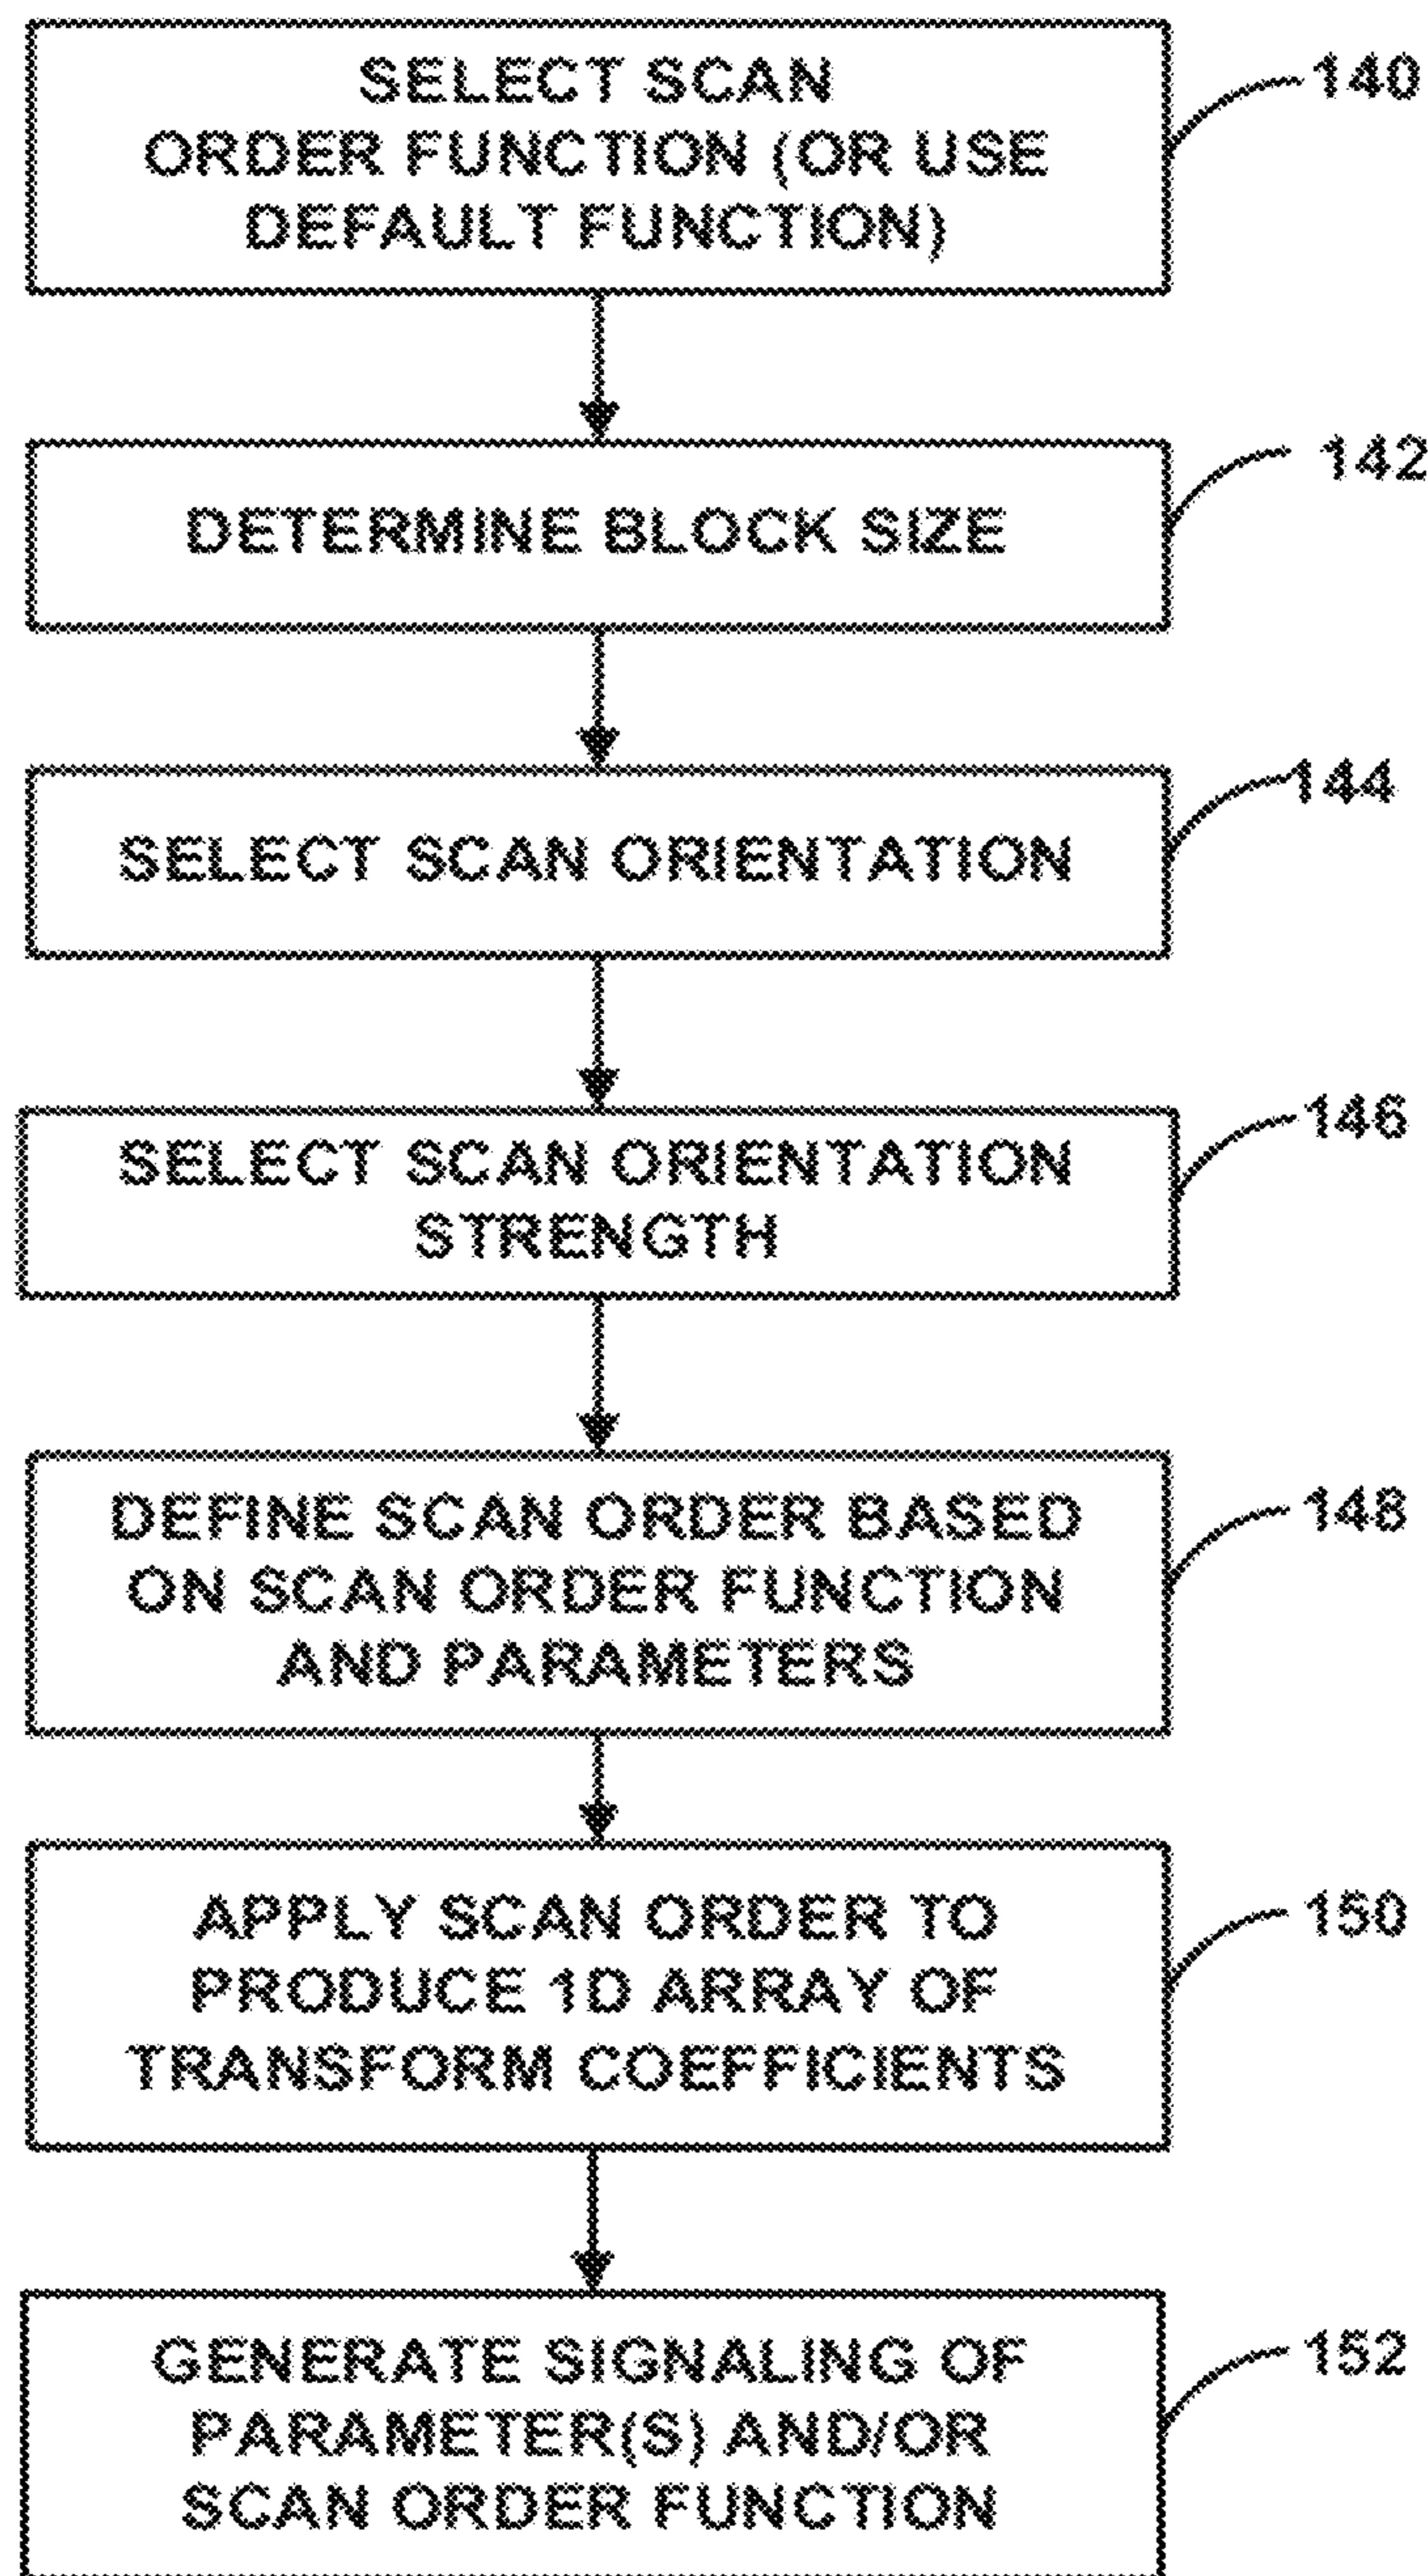 SELECT SCAN
ORDER FUNCTION (OR USE
DEFAULT FUNCTION)
140
DETERMINE BLOCK SIZE
142
SELECT SCAN ORIENTATION
144
SELECT SCAN ORIENTATION
STRENGTH
146
DEFINE SCAN ORDER BASED
ON SCAN ORDER FUNCTION
AND PARAMETERS
148
APPLY SCAN ORDER TO
PRODUCE 1D ARRAY OF
TRANSFORM COEFFICIENTS
150
GENERATE SIGNALING OF
PARAMETER(S) AND/OR
SCAN ORDER FUNCTION
152